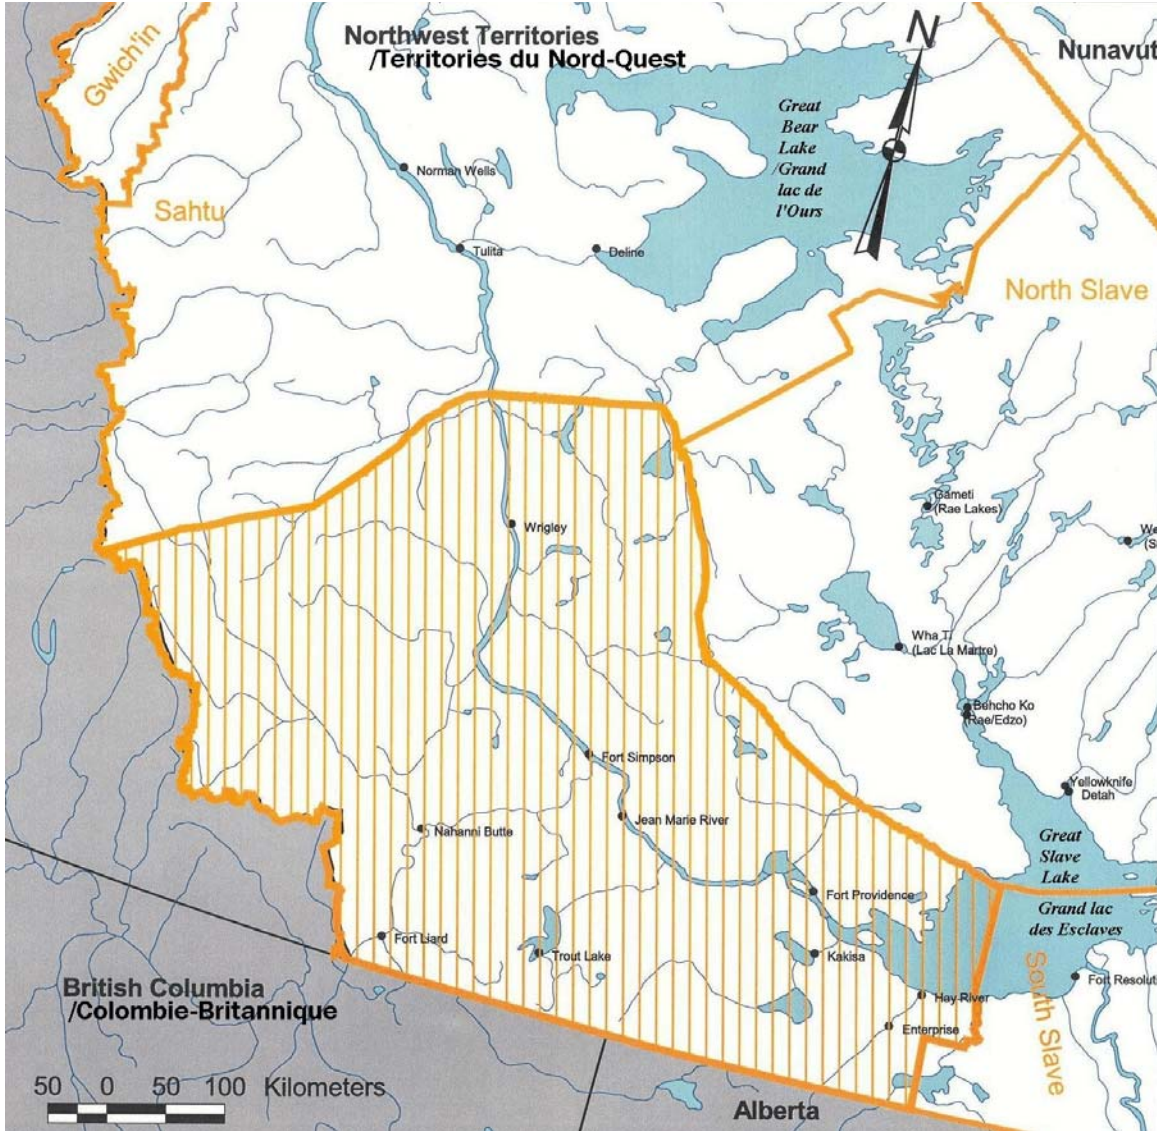 Northwest Territories
/Territories du Nord-Quest
N
Nunavut
Gwich'in
Great
Bear
Lake
/Grand
lac de
l'Ours
Norman Wells
Sahtu
Tulita
Deline
North Slave
Gameti
(Rae Lakes)
Wrigley
We
(S
Wha T.
(Lac La Martre)
Behcho Ko
(Rae/Edzo)
Fort Simpson
Yellowknife
Detah
Jean Marie River
Nahanni Butte
Great
Slave
Lake
Fort Providence
Grand lac
des Esclaves
Fort Liard
Trout Lake
Kakisa
South Slave
Fort Resoluti
British Columbia
/Colombie-Britannique
Hay River
Enterprise
50 0 50 100 Kilometers
Alberta